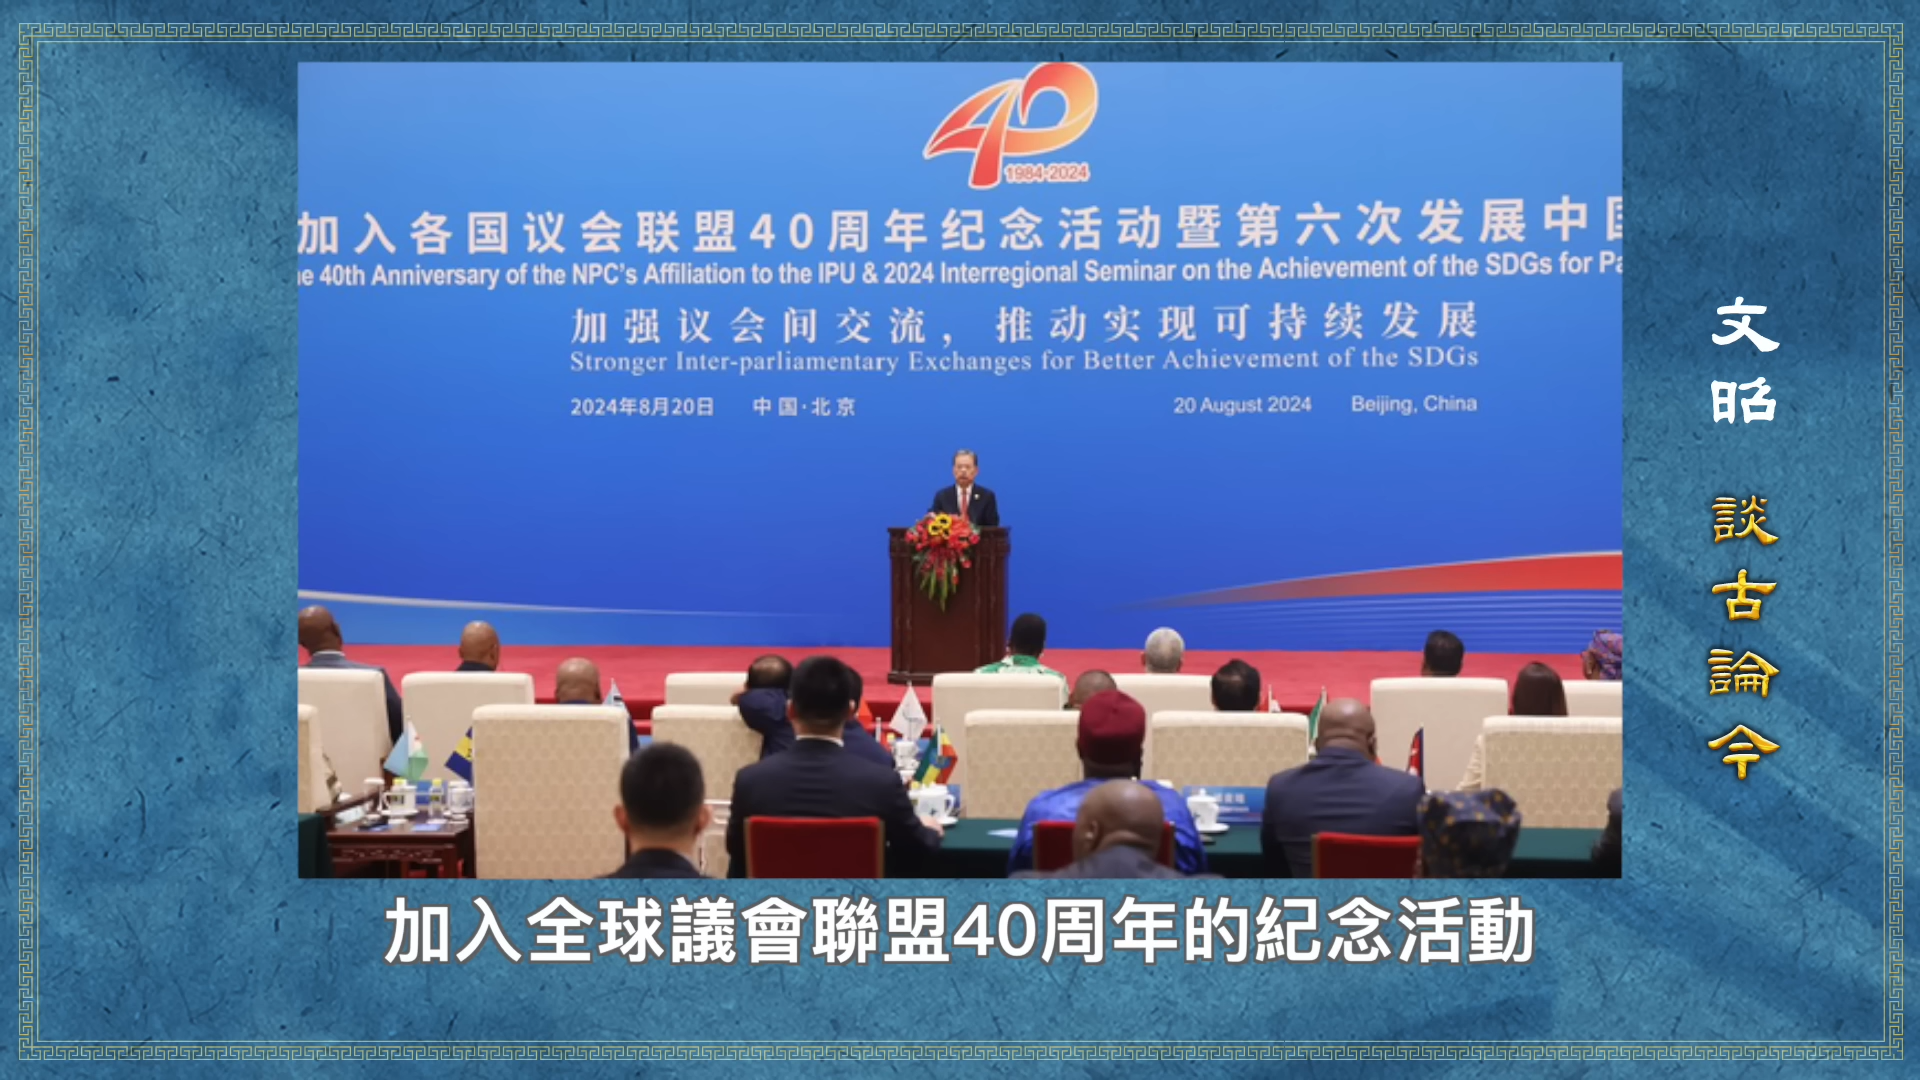 1984-2024
加入各国议会联盟40周年纪念活动暨第六次发展中国
e 40th Anniversary of the NPC's Affiliation to the IPU & 2024 Interregional Seminar on the Achievement of the SDGs for Pa
加强议会间交流，推动实现可持续发展
Stronger Inter-parliamentary Exchanges for Better Achievement of the SDGs
2024年8月20日 中国·北京 20 August 2024 Beijing, China
文昭 談古論今
加入全球議會聯盟40周年的紀念活動